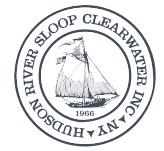 HUDSON RIVER SLOOP CLEARWATER INC ▲ NY ▲
1966